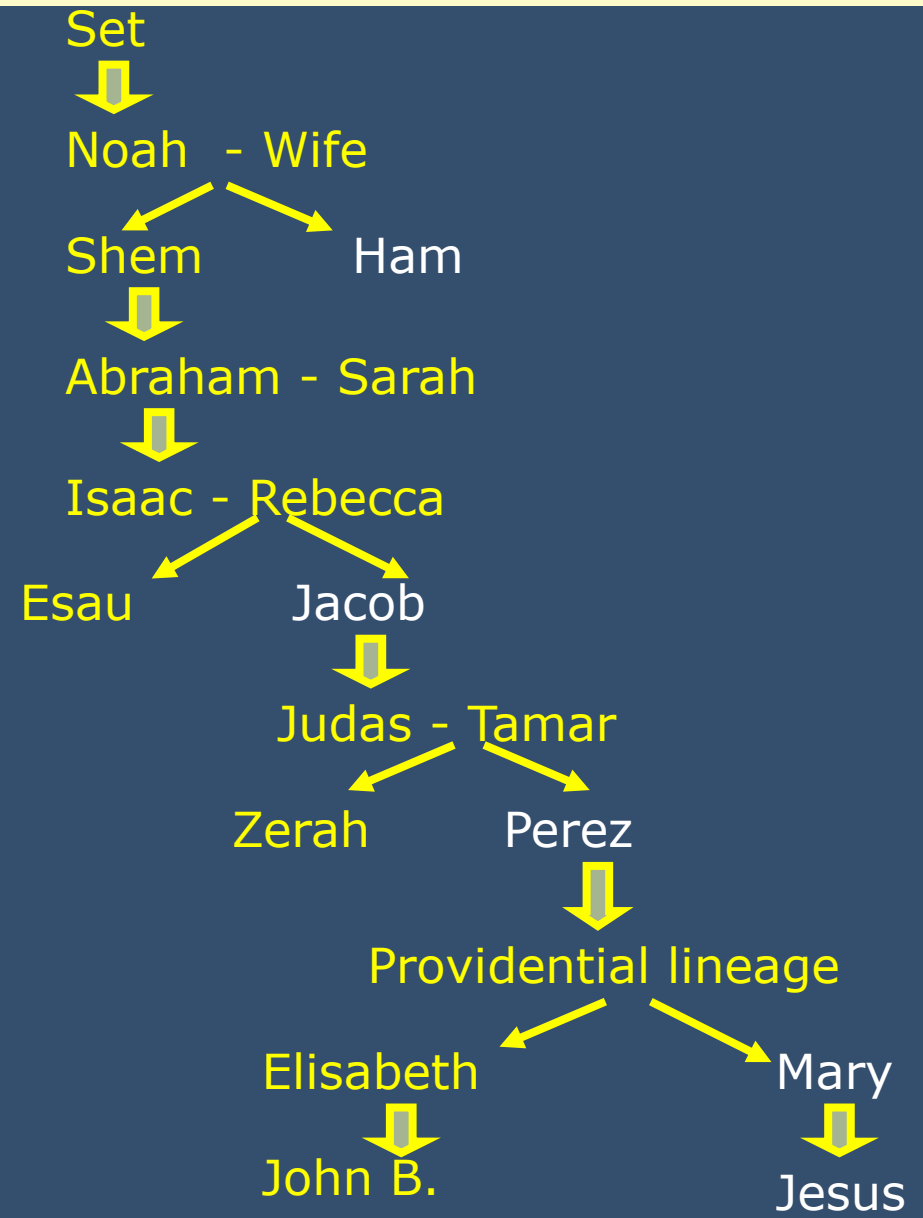 Set
Noah - Wife
Shem Ham
Abraham - Sarah
Isaac - Rebecca
Esau Jacob
Judas - Tamar
Zerah Perez
Providential lineage
Elisabeth Mary
John B. Jesus